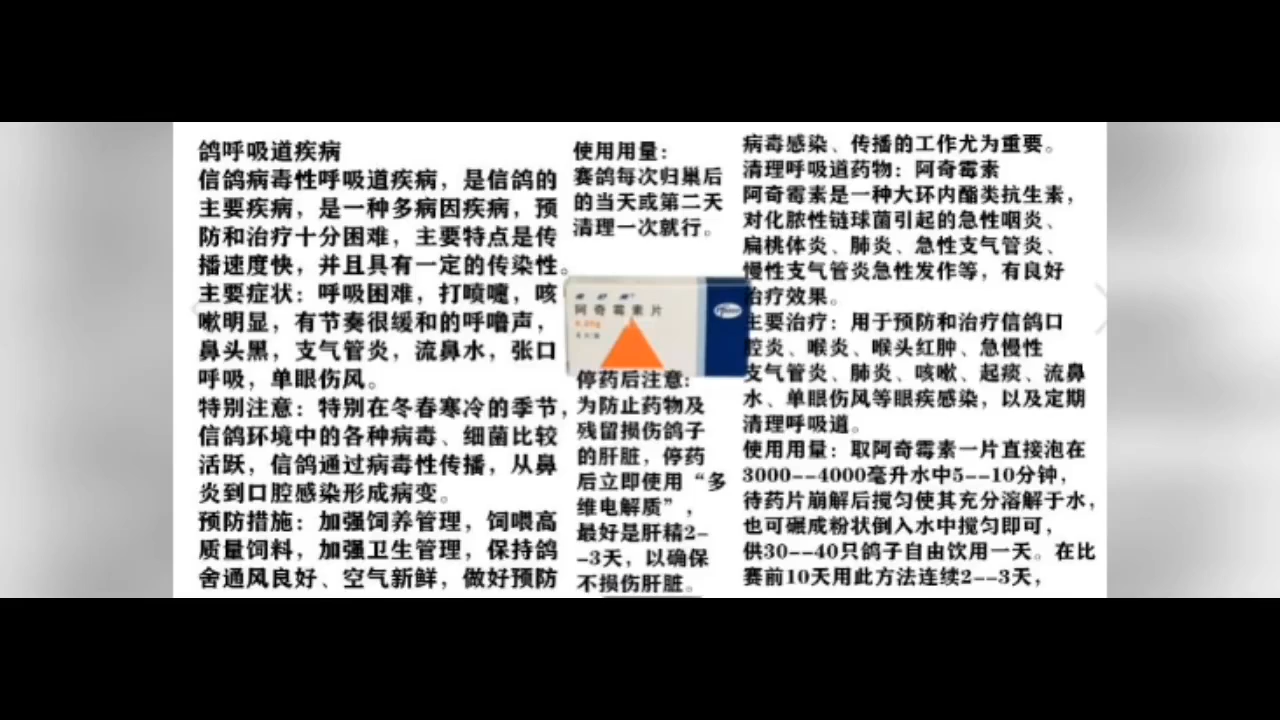 鸽呼吸道疾病
信鸽病毒性呼吸道疾病，是信鸽的
主要疾病，是一种多病因疾病，预
防和治疗十分困难，主要特点是传
播速度快，并且具有一定的传染性。
主要症状：呼吸困难，打喷嚏，咳
嗽明显，有节奏很缓和的呼噜声，
鼻头黑，支气管炎，流鼻水，张口
呼吸，单眼伤风。
特别注意：特别在冬春寒冷的季节，
信鸽环境中的各种病毒、细菌比较
活跃，信鸽通过病毒性传播，从鼻
炎到口腔感染形成病变。
预防措施：加强饲养管理，饲喂高
质量饲料，加强卫生管理，保持鸽
舍通风良好、空气新鲜，做好预防
病毒感染、传播的工作尤为重要。
清理呼吸道药物：阿奇霉素
阿奇霉素是一种大环内酯类抗生素，
对化脓性链球菌引起的急性咽炎、
扁桃体炎、肺炎、急性支气管炎、
慢性支气管炎急性发作等，有良好
治疗效果。
主要治疗：用于预防和治疗信鸽口
腔炎、喉炎、喉头红肿、急慢性
支气管炎、肺炎、咳嗽、起痰、流鼻
水、单眼伤风等眼疾感染，以及定期
清理呼吸道。
使用用量：取阿奇霉素一片直接泡在
3000--4000毫升水中5--10分钟，
待药片崩解后搅匀使其充分溶解于水，
也可碾成粉状倒入水中搅匀即可，
供30--40只鸽子自由饮用一天。在比
赛前10天用此方法连续2--3天，
使用用量：
赛鸽每次归巢后
的当天或第二天
清理一次就行。
阿奇霉素片
Pfizer
停药后注意：
为防止药物及
残留损伤鸽子
的肝脏，停药
后立即使用“多
维电解质”，
最好是肝精2-
-3天，以确保
不损伤肝脏。